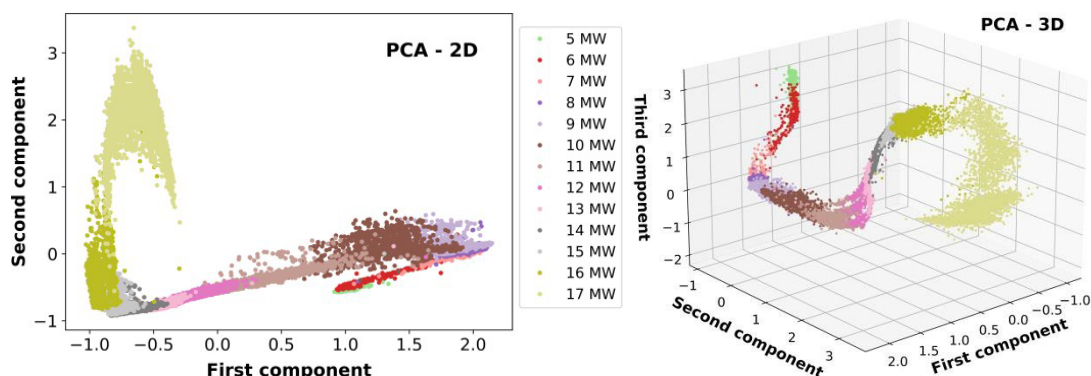 PCA - 2D
Second component
3
2
1
0
−1
−1.0 −0.5 0.0 0.5 1.0 1.5 2.0
First component
5 MW
6 MW
7 MW
8 MW
9 MW
10 MW
11 MW
12 MW
13 MW
14 MW
15 MW
16 MW
17 MW
PCA - 3D
Third component
3
2
1
0
−1
−2
−1 0 1 2 3
Second component
2.0 1.5 1.0 0.5 0.0 −0.5 −1.0
First component